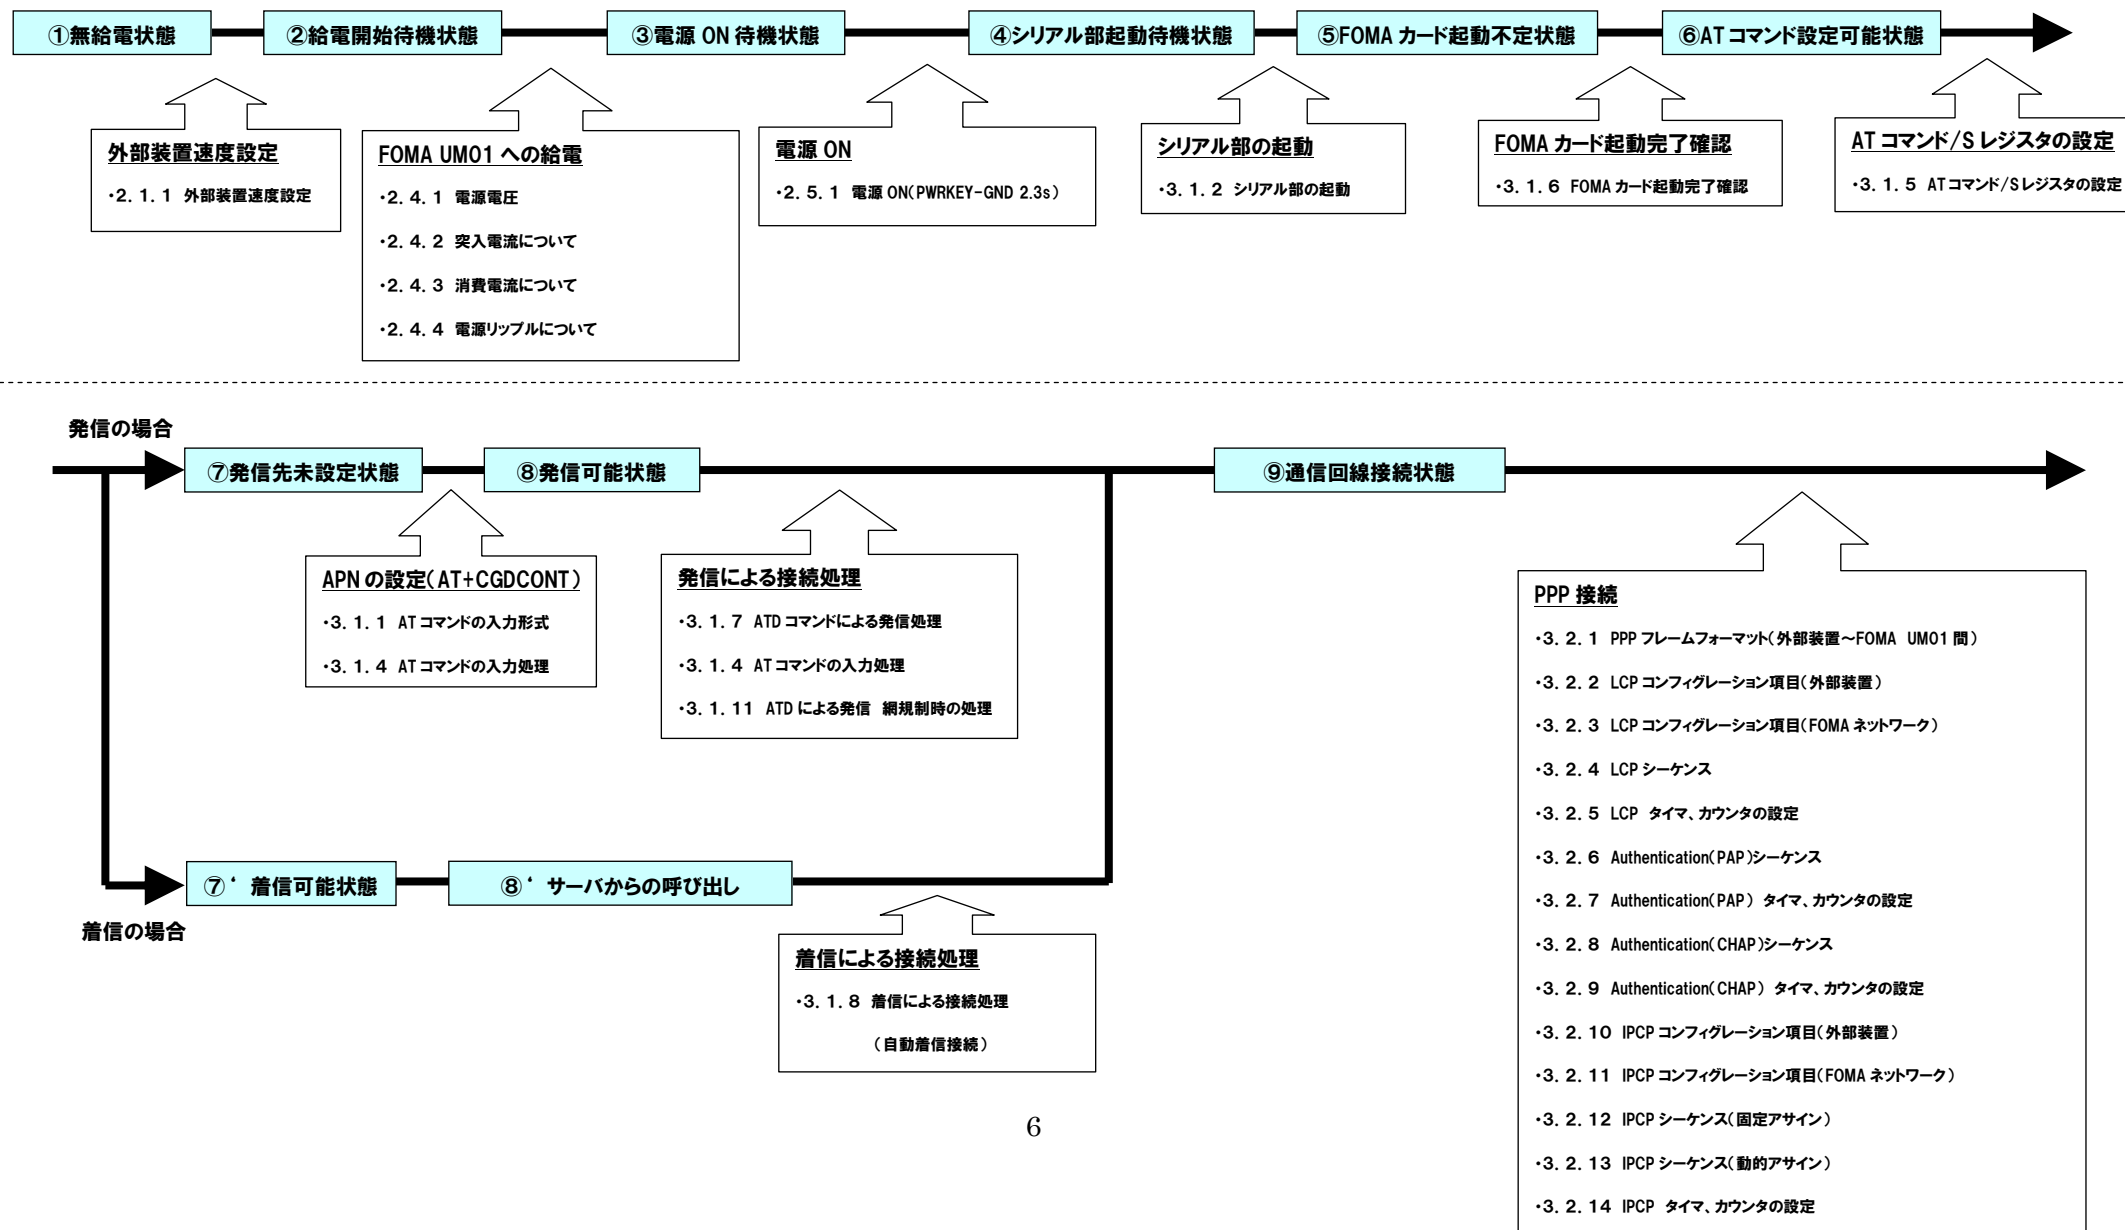 ①無給電状態
②給電開始待機状態
③電源 ON 待機状態
④シリアル部起動待機状態
⑤FOMA カード起動不定状態
⑥AT コマンド設定可能状態
外部装置速度設定
・2.1.1 外部装置速度設定
FOMA UM01 への給電
・2.4.1 電源電圧
・2.4.2 突入電流について
・2.4.3 消費電流について
・2.4.4 電源リップルについて
電源 ON
・2.5.1 電源 ON(PWRKEY-GND 2.3s)
シリアル部の起動
・3.1.2 シリアル部の起動
FOMA カード起動完了確認
・3.1.6 FOMA カード起動完了確認
AT コマンド/S レジスタの設定
・3.1.5 AT コマンド/S レジスタの設定
発信の場合
⑦発信先未設定状態
⑧発信可能状態
⑨通信回線接続状態
APN の設定(AT+CGDCONT)
・3.1.1 AT コマンドの入力形式
・3.1.4 AT コマンドの入力処理
発信による接続処理
・3.1.7 ATD コマンドによる発信処理
・3.1.4 AT コマンドの入力処理
・3.1.11 ATD による発信 網規制時の処理
⑦‘ 着信可能状態
⑧‘ サーバからの呼び出し
着信の場合
着信による接続処理
・3.1.8 着信による接続処理
(自動着信接続)
PPP 接続
・3.2.1 PPP フレームフォーマット(外部装置~FOMA UM01 間)
・3.2.2 LCP コンフィグレーション項目(外部装置)
・3.2.3 LCP コンフィグレーション項目(FOMA ネットワーク)
・3.2.4 LCP シーケンス
・3.2.5 LCP タイマ、カウンタの設定
・3.2.6 Authentication(PAP)シーケンス
・3.2.7 Authentication(PAP) タイマ、カウンタの設定
・3.2.8 Authentication(CHAP)シーケンス
・3.2.9 Authentication(CHAP) タイマ、カウンタの設定
・3.2.10 IPCP コンフィグレーション項目(外部装置)
・3.2.11 IPCP コンフィグレーション項目(FOMA ネットワーク)
・3.2.12 IPCP シーケンス(固定アサイン)
・3.2.13 IPCP シーケンス(動的アサイン)
・3.2.14 IPCP タイマ、カウンタの設定
6